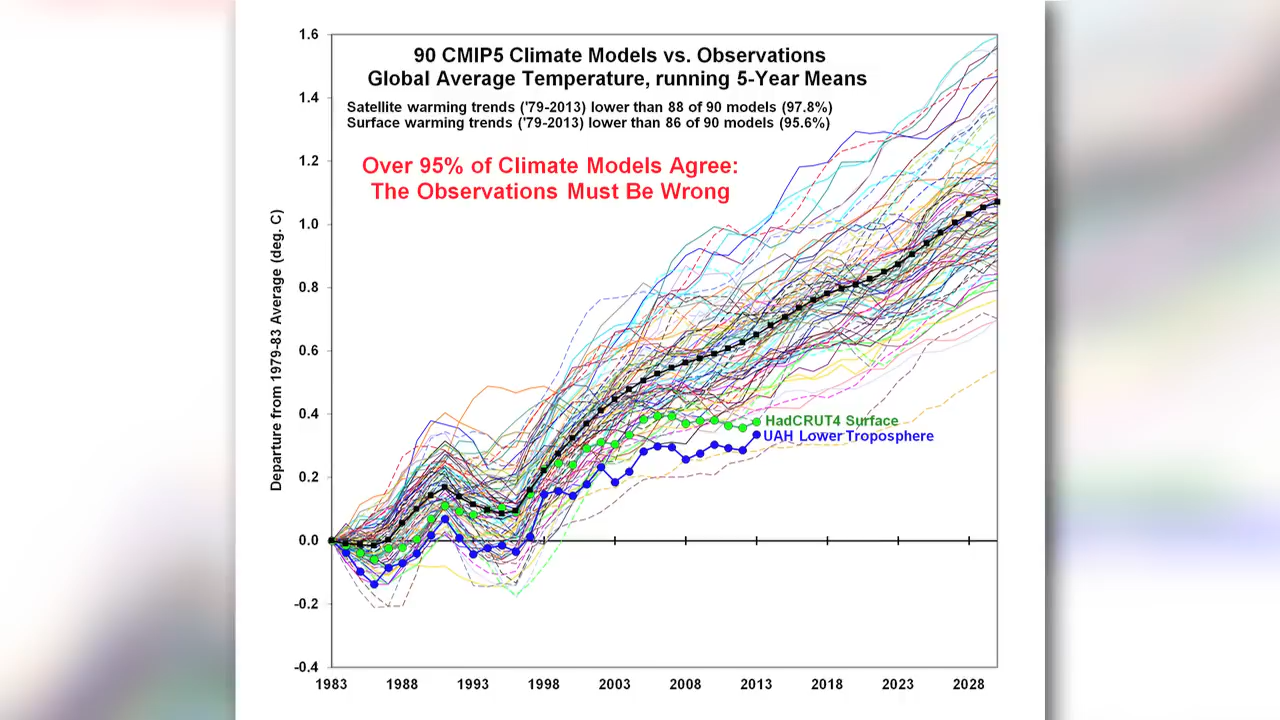 90 CMIP5 Climate Models vs. Observations
Global Average Temperature, running 5-Year Means
Satellite warming trends ('79-2013) lower than 88 of 90 models (97.8%)
Surface warming trends ('79-2013) lower than 86 of 90 models (95.6%)
Over 95% of Climate Models Agree:
The Observations Must Be Wrong
Departure from 1979-83 Average (deg. C)
1.6
1.4
1.2
1.0
0.8
0.6
0.4
0.2
0.0
-0.2
-0.4
HadCRUT4 Surface
UAH Lower Troposphere
1983 1988 1993 1998 2003 2008 2013 2018 2023 2028